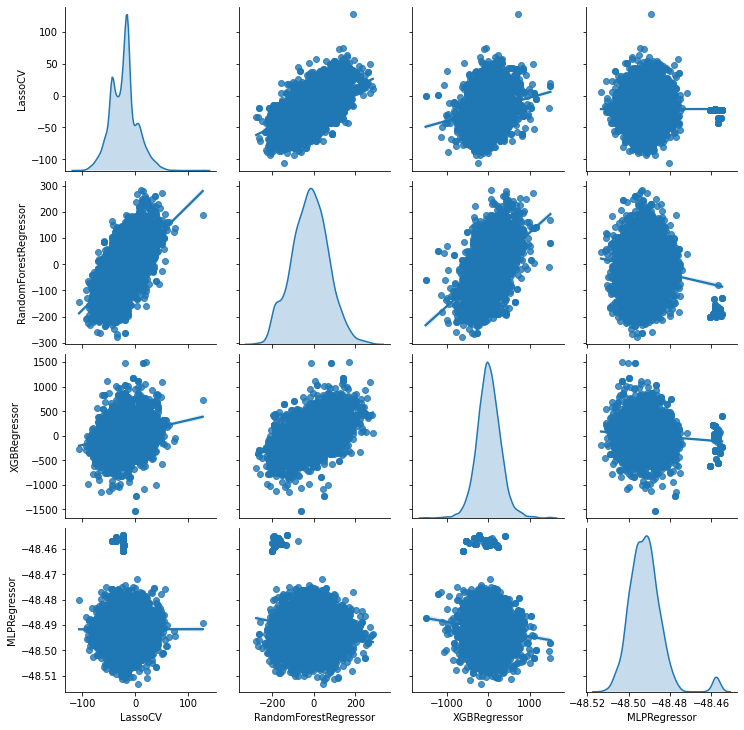 100
50
0
−50
−100
LassoCV
300
200
100
0
−100
−200
−300
RandomForestRegressor
1500
1000
500
0
−500
−1000
−1500
XGBRegressor
−48.46
−48.47
−48.48
−48.49
−48.50
−48.51
MLPRegressor
−100 0 100
−200 0 200
−1000 0 1000
−48.52 −48.50 −48.48 −48.46
LassoCV RandomForestRegressor XGBRegressor MLPRegressor